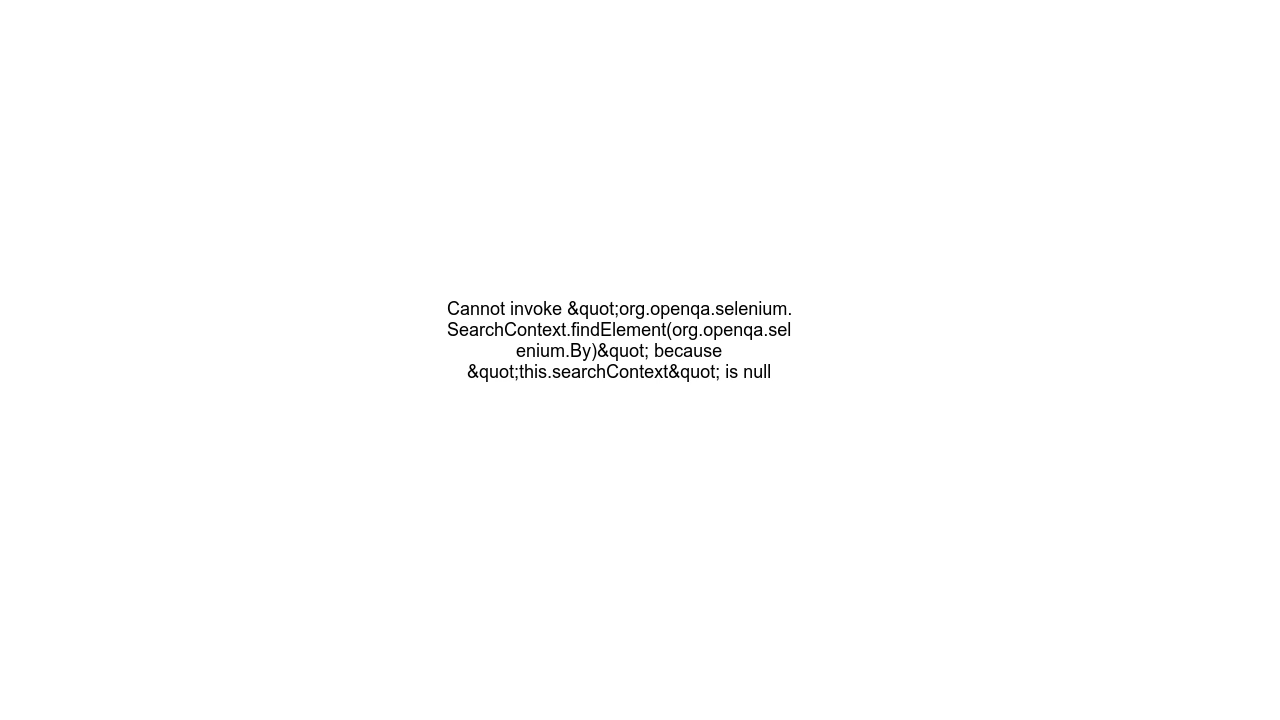 Cannot invoke &quot;org.openqa.selenium.
SearchContext.findElement(org.openqa.sel
enium.By)&quot; because
&quot;this.searchContext&quot; is null